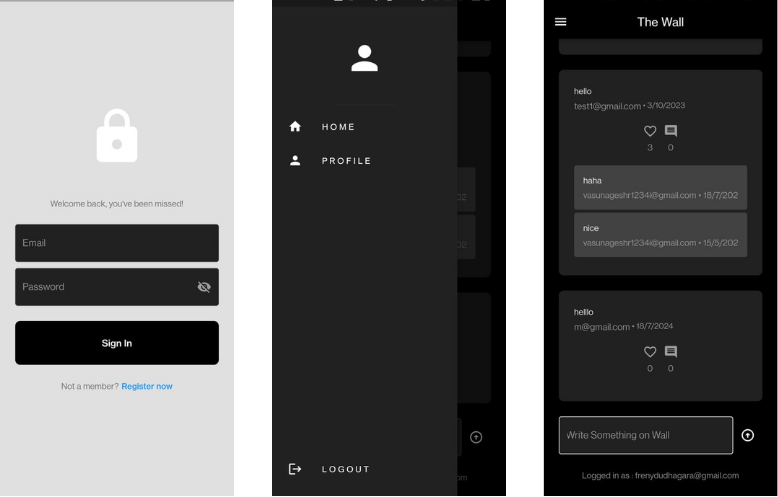 Welcome back, you've been missed!
Email
Password
Sign In
Not a member? Register now
HOME
PROFILE
LOGOUT
The Wall
hello
test1@gmail.com • 3/10/2023
3 0
haha
vasunageshr1234i@gmail.com • 18/7/202
nice
vasunageshr1234i@gmail.com • 15/5/202
helllo
m@gmail.com • 18/7/2024
0 0
Write Something on Wall
Logged in as : frenydudhagara@gmail.com